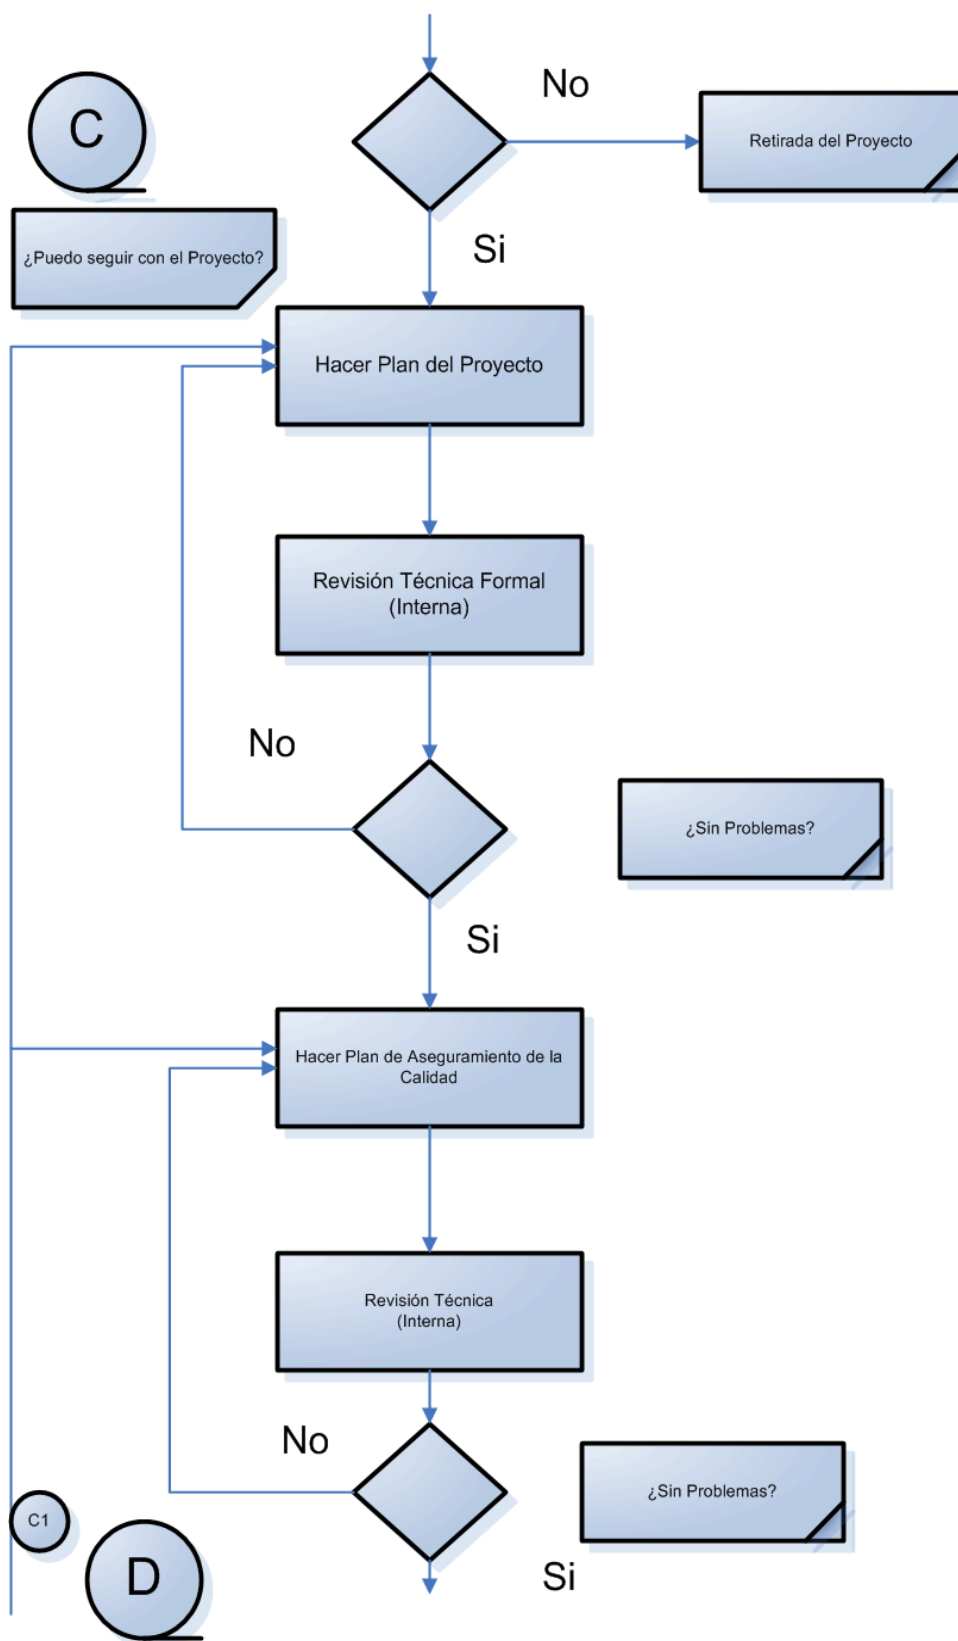 No
C
Retirada del Proyecto
Si
¿Puedo seguir con el Proyecto?
Hacer Plan del Proyecto
Revisión Técnica Formal
(Interna)
No
¿Sin Problemas?
Si
Hacer Plan de Aseguramiento de la
Calidad
Revisión Técnica
(Interna)
No
¿Sin Problemas?
C1
D
Si